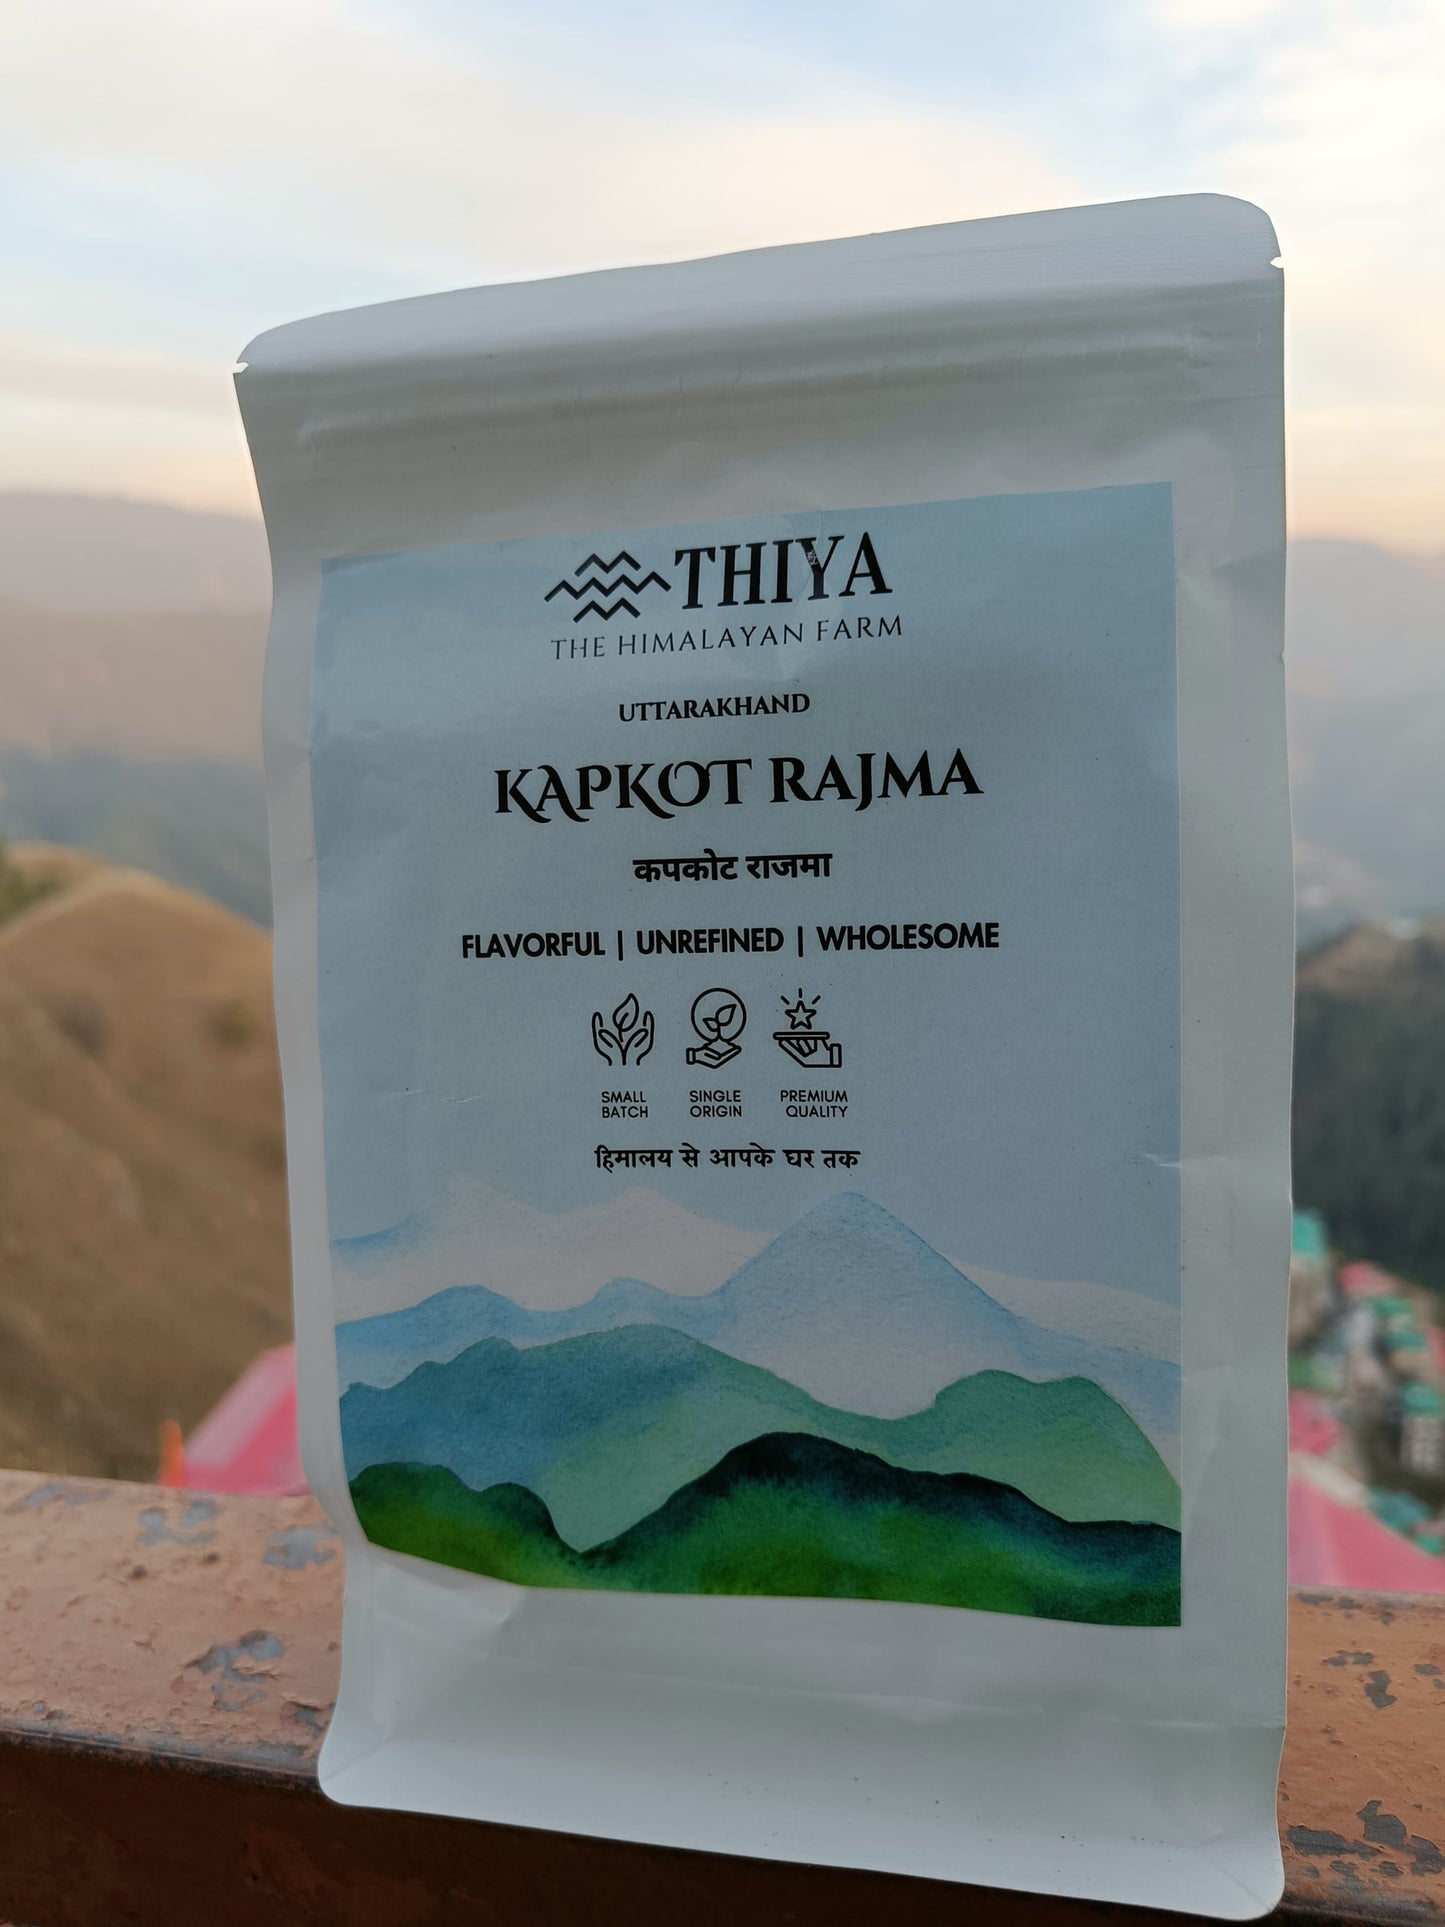 THIYA
THE HIMALAYAN FARM
UTTARAKHAND
KAPKOT RAJMA
कपकोट राजमा
FLAVORFUL | UNREFINED | WHOLESOME
SMALL
BATCH
SINGLE
ORIGIN
PREMIUM
QUALITY
हिमालय से आपके घर तक